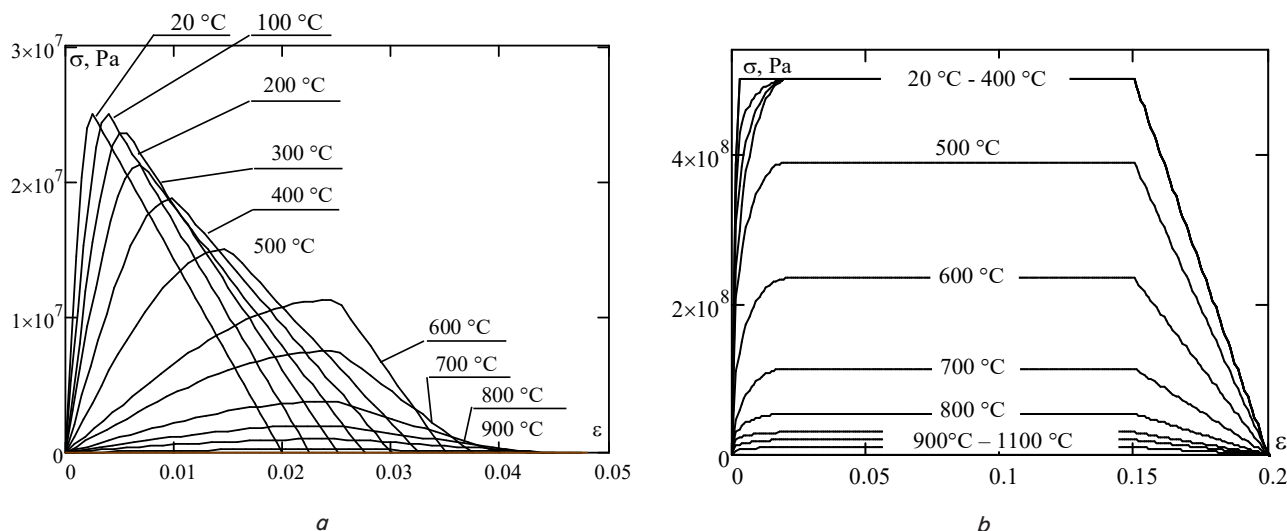 20 °C
100 °C
3×10⁷
σ, Pa
200 °C
300 °C
2×10⁷
400 °C
500 °C
1×10⁷
600 °C
700 °C
800 °C
900 °C
ε
0
0 0.01 0.02 0.03 0.04 0.05
a
σ, Pa
20 °C - 400 °C
4×10⁸
500 °C
600 °C
2×10⁸
700 °C
800 °C
900°C – 1100 °C
ε
0
0 0.05 0.1 0.15 0.2
b